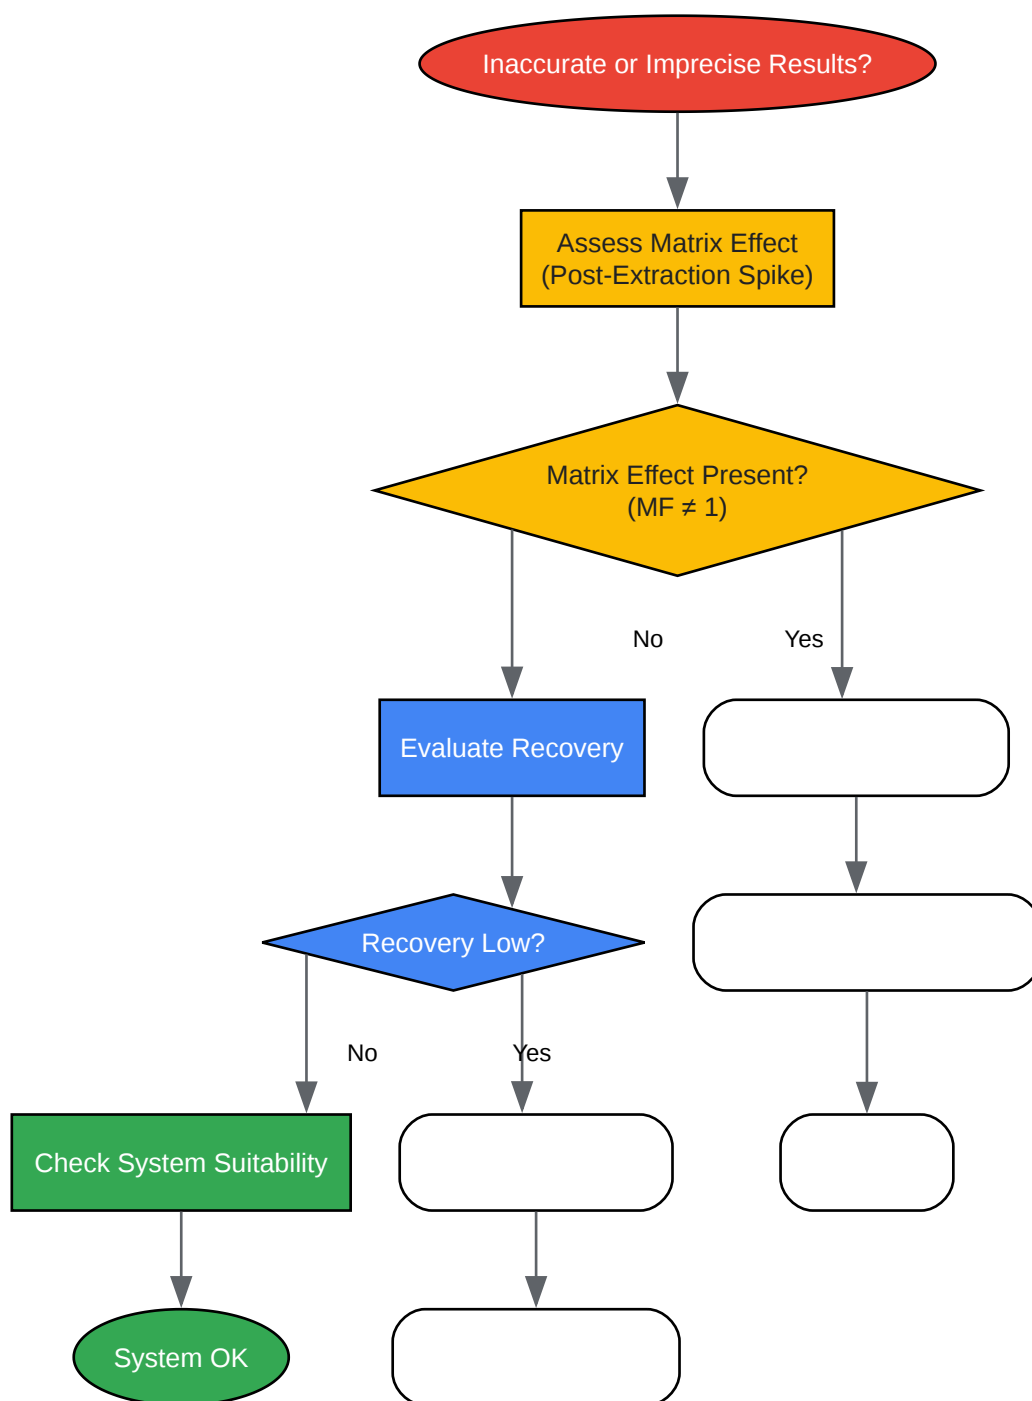 Inaccurate or Imprecise Results?
Assess Matrix Effect
(Post-Extraction Spike)
Matrix Effect Present?
(MF ≠ 1)
No
Yes
Evaluate Recovery
Recovery Low?
No
Yes
Check System Suitability
System OK